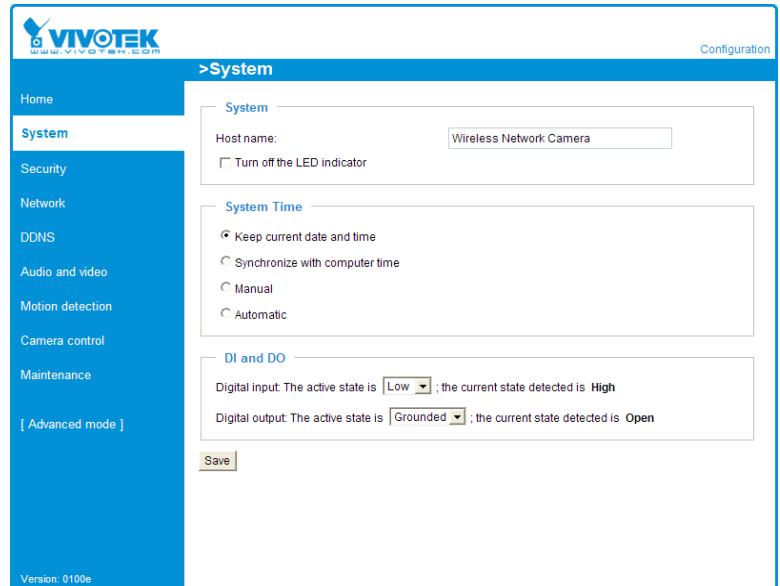 VIVOTEK
www.vivotek.com
Configuration
>System
Home
System
Security
Network
DDNS
Audio and video
Motion detection
Camera control
Maintenance
[ Advanced mode ]
Version: 0100e
System
Host name: Wireless Network Camera
Turn off the LED indicator
System Time
Keep current date and time
Synchronize with computer time
Manual
Automatic
DI and DO
Digital input: The active state is Low ; the current state detected is High
Digital output: The active state is Grounded ; the current state detected is Open
Save